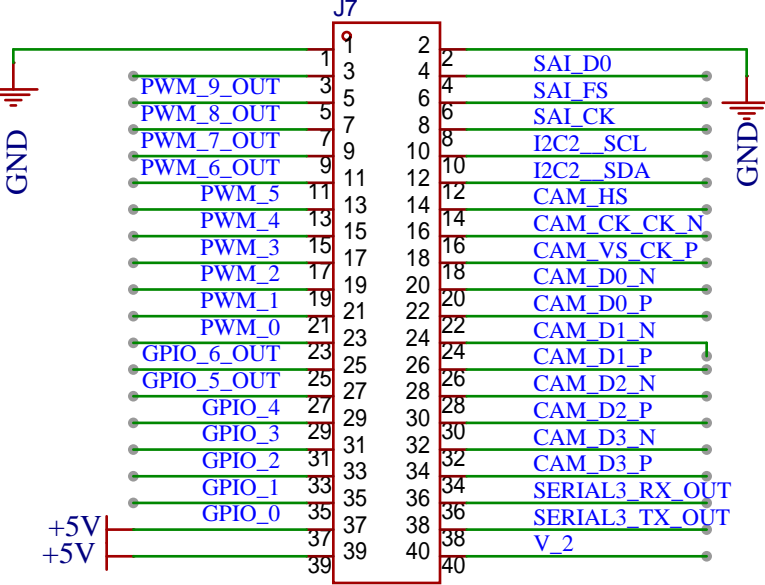 J7
1 2
1 2 SAI_D0
3 4
PWM_9_OUT 3 4 SAI_FS
5 6
PWM_8_OUT 5 6 SAI_CK
7 8
PWM_7_OUT 7 8 I2C2__SCL
9 10
PWM_6_OUT 9 10 I2C2__SDA
GND
GND
11 12
PWM_5 11 12 CAM_HS
13 14
PWM_4 13 14 CAM_CK_CK_N
15 16
PWM_3 15 16 CAM_VS_CK_P
17 18
PWM_2 17 18 CAM_D0_N
19 20
PWM_1 19 20 CAM_D0_P
21 22
PWM_0 21 22 CAM_D1_N
23 24
GPIO_6_OUT 23 24 CAM_D1_P
25 26
GPIO_5_OUT 25 26 CAM_D2_N
27 28
GPIO_4 27 28 CAM_D2_P
29 30
GPIO_3 29 30 CAM_D3_N
31 32
GPIO_2 31 32 CAM_D3_P
33 34
GPIO_1 33 34 SERIAL3_RX_OUT
35 36
GPIO_0 35 36 SERIAL3_TX_OUT
+5V 37 38
37 38 V_2
+5V 39 40
39 40